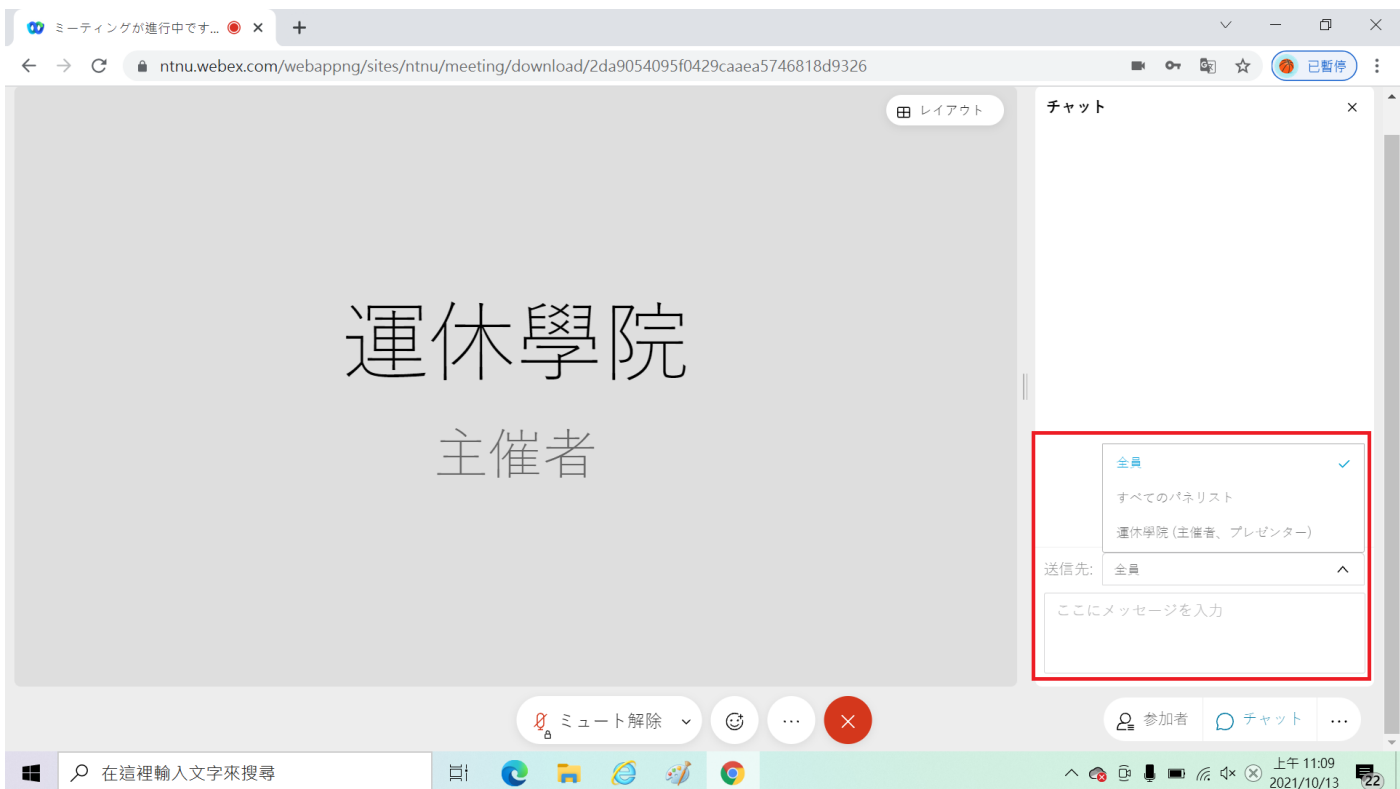 ミーティングが進行中です...
ntnu.webex.com/webappng/sites/ntnu/meeting/download/2da9054095f0429caaea5746818d9326
已暫停
レイアウト
運休學院
主催者
チャット
全員
すべてのパネリスト
運休學院 (主催者、プレゼンター)
送信先: 全員
ここにメッセージを入力
ミュート解除
参加者
チャット
在這裡輸入文字來搜尋
上午 11:09
2021/10/13
22